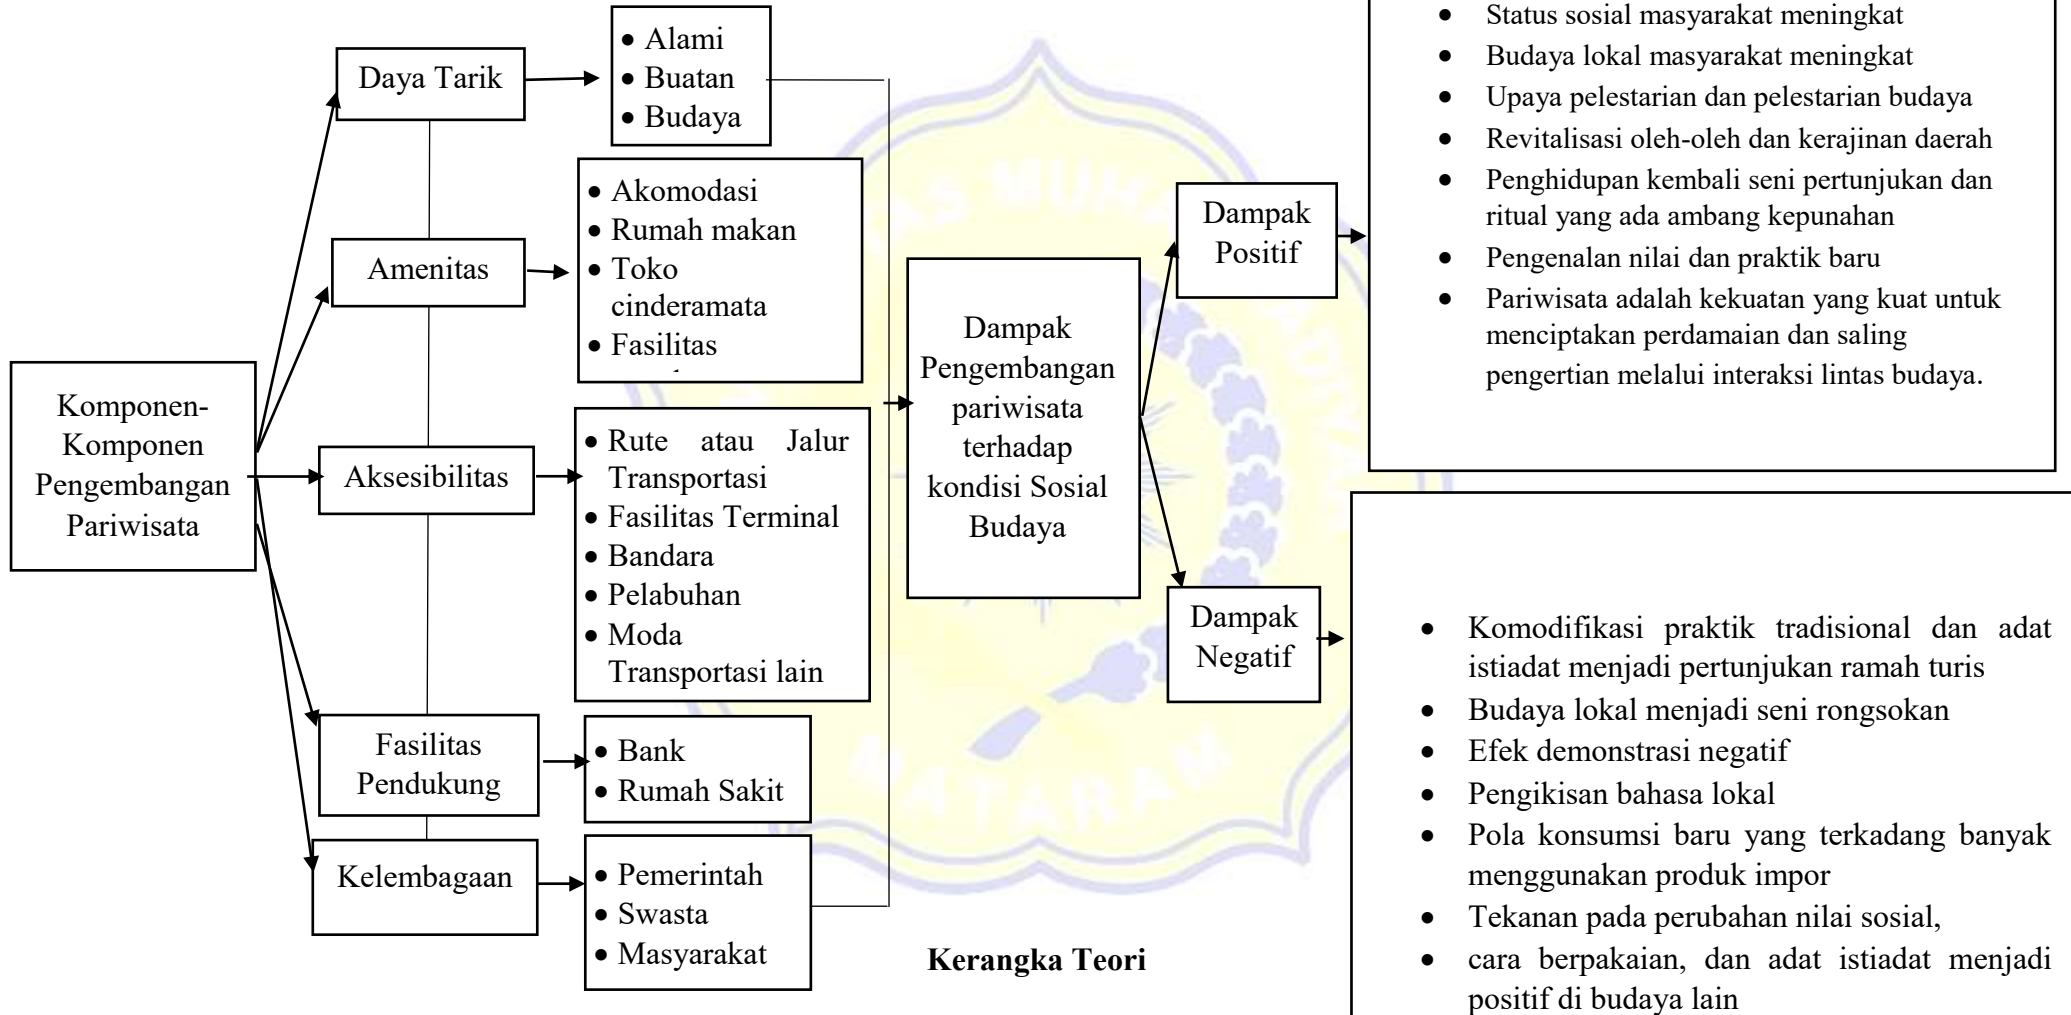 Komponen-
Komponen
Pengembangan
Pariwisata
Daya Tarik
• Alami
• Buatan
• Budaya
Amenitas
• Akomodasi
• Rumah makan
• Toko
cinderamata
• Fasilitas
Aksesibilitas
• Rute atau Jalur
Transportasi
• Fasilitas Terminal
• Bandara
• Pelabuhan
• Moda
Transportasi lain
Fasilitas
Pendukung
• Bank
• Rumah Sakit
Kelembagaan
• Pemerintah
• Swasta
• Masyarakat
Dampak
Pengembangan
pariwisata
terhadap
kondisi Sosial
Budaya
Dampak
Positif
• Status sosial masyarakat meningkat
• Budaya lokal masyarakat meningkat
• Upaya pelestarian dan pelestarian budaya
• Revitalisasi oleh-oleh dan kerajinan daerah
• Penghidupan kembali seni pertunjukan dan
ritual yang ada ambang kepunahan
• Pengenalan nilai dan praktik baru
• Pariwisata adalah kekuatan yang kuat untuk
menciptakan perdamaian dan saling
pengertian melalui interaksi lintas budaya.
Dampak
Negatif
• Komodifikasi praktik tradisional dan adat
istiadat menjadi pertunjukan ramah turis
• Budaya lokal menjadi seni rongsokan
• Efek demonstrasi negatif
• Pengikisan bahasa lokal
• Pola konsumsi baru yang terkadang banyak
menggunakan produk impor
• Tekanan pada perubahan nilai sosial,
• cara berpakaian, dan adat istiadat menjadi
positif di budaya lain
Kerangka Teori
MATARAM